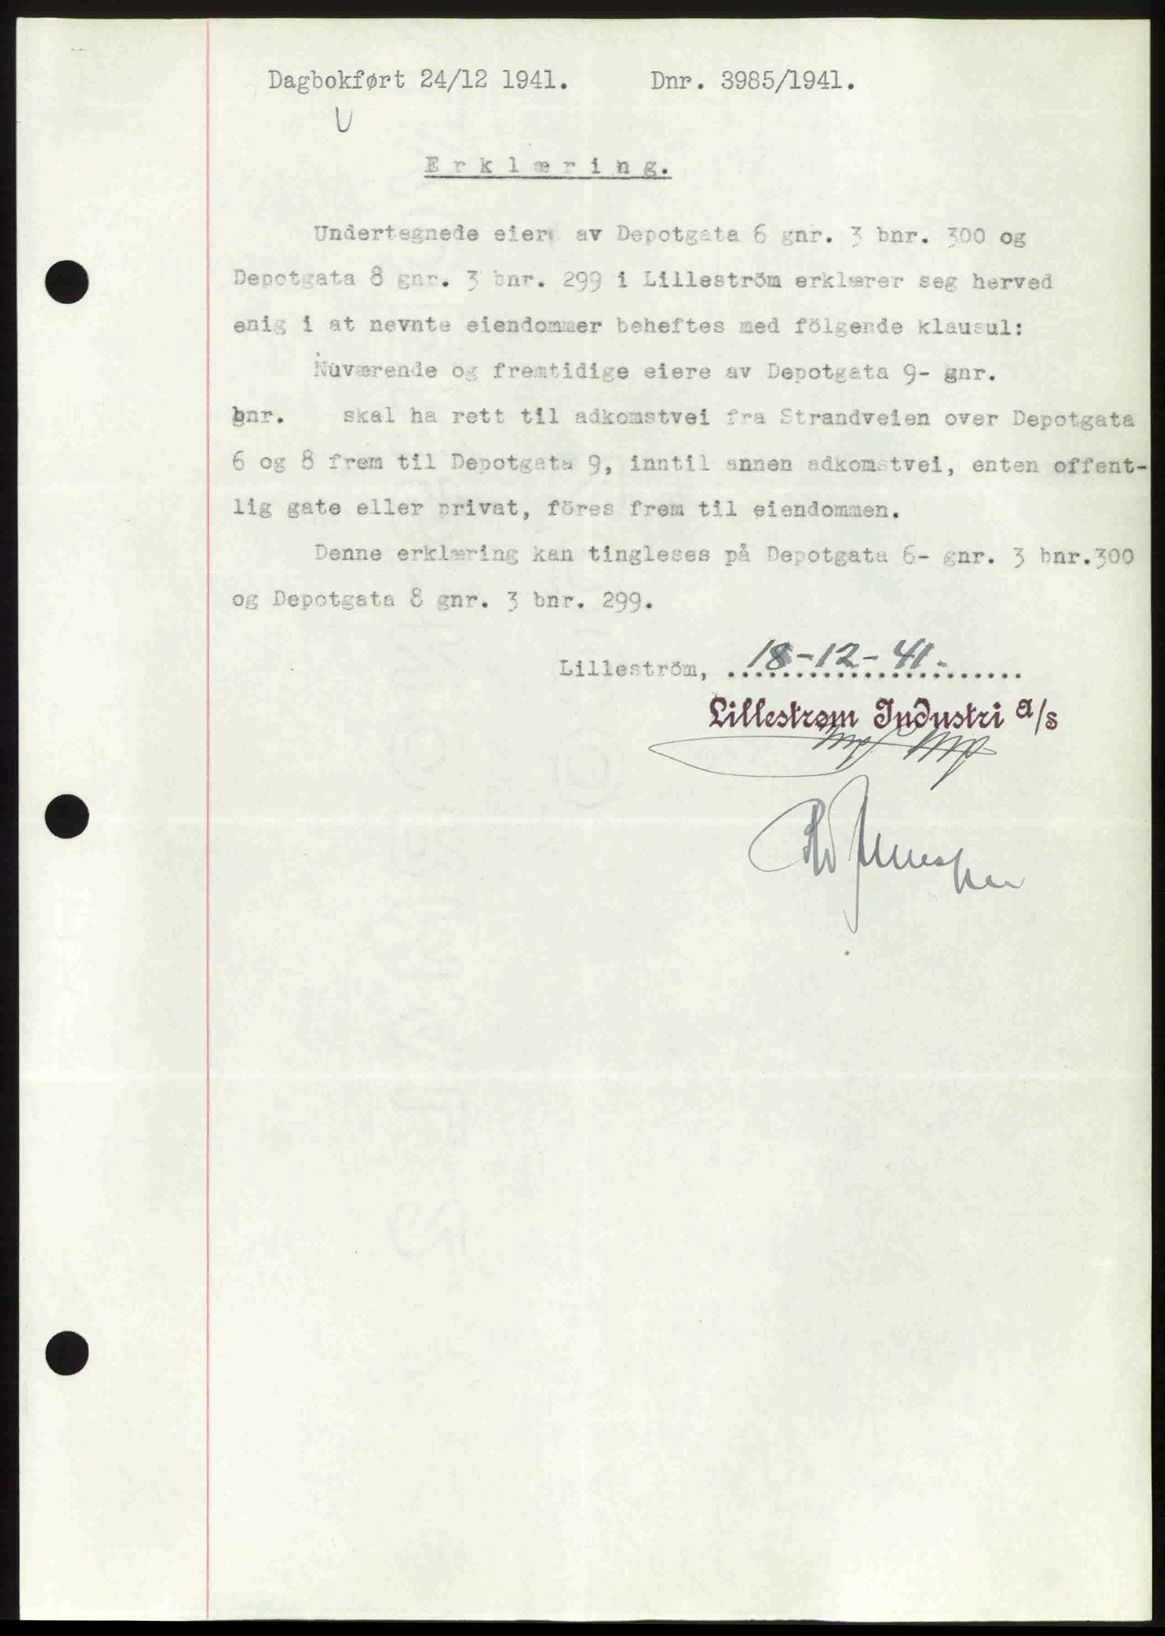 Dagbokført 24/12 1941. Dnr. 3985/1941.
Erklæring.
Undertegnede eier av Depotgata 6 gnr. 3 bnr. 300 og
Depotgata 8 gnr. 3 bnr. 299 i Lilleström erklærer seg herved
enig i at nevnte eiendommer beheftes med fölgende klausul:
Nuværende og fremtidige eiere av Depotgata 9- gnr.
bnr. skal ha rett til adkomstvei fra Strandveien over Depotgata
6 og 8 frem til Depotgata 9, inntil annen adkomstvei, enten offent-
lig gate eller privat, föres frem til eiendommen.
Denne erklæring kan tingleses på Depotgata 6- gnr. 3 bnr.300
og Depotgata 8 gnr. 3 bnr. 299.
Lilleström, 18-12-41.
Lillestrøm Industri A/s